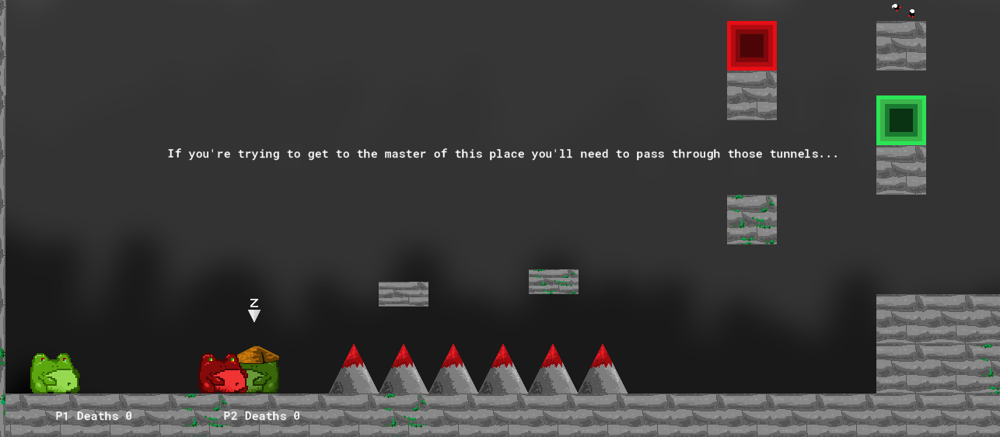 If you're trying to get to the master of this place you'll need to pass through those tunnels...
Z
P1 Deaths 0
P2 Deaths 0